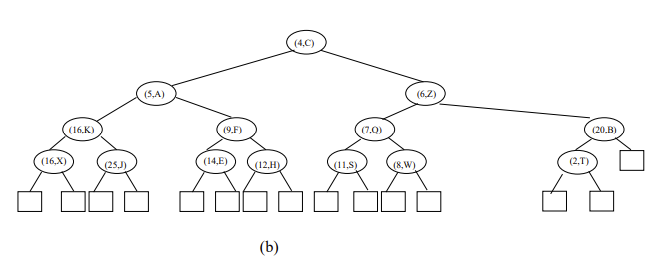 (4,C)
(5,A) (6,Z)
(16,K) (9,F) (7,Q) (20,B)
(16,X) (25,J) (14,E) (12,H) (11,S) (8,W) (2,T)
(b)